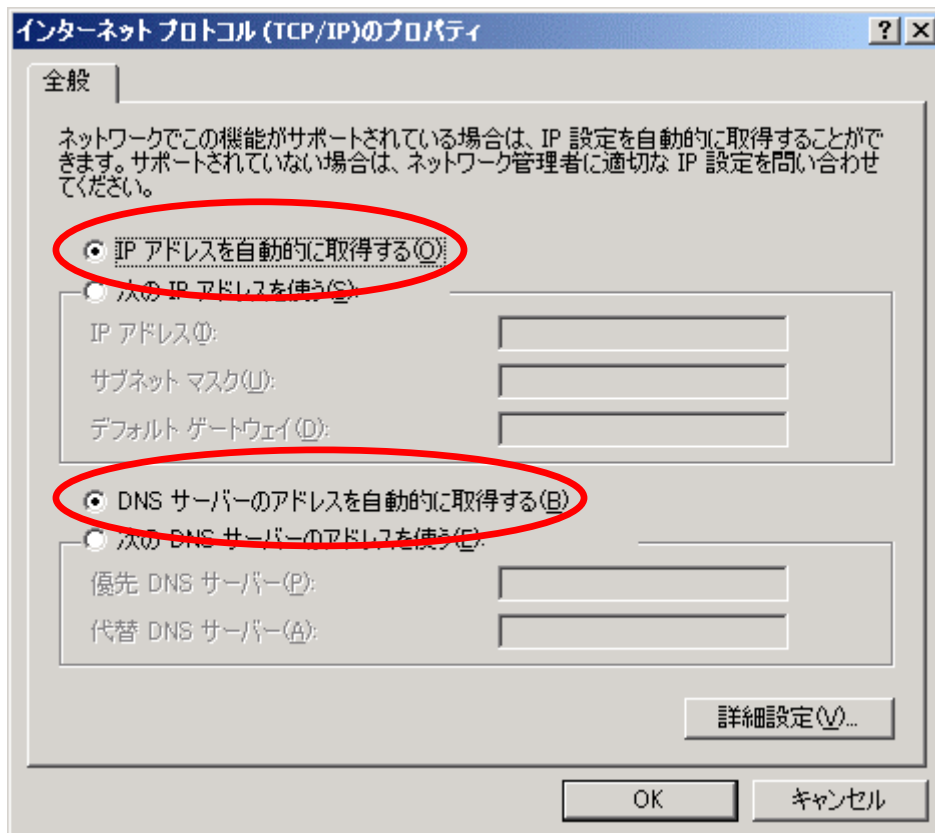 インターネット プロトコル (TCP/IP)のプロパティ
全般
ネットワークでこの機能がサポートされている場合は、IP 設定を自動的に取得することがで
きます。サポートされていない場合は、ネットワーク管理者に適切な IP 設定を問い合わせ
てください。
IP アドレスを自動的に取得する(O)
次の IP アドレスを使う(S):
IP アドレス(I):
サブネット マスク(U):
デフォルト ゲートウェイ(D):
DNS サーバーのアドレスを自動的に取得する(B)
次の DNS サーバーのアドレスを使う(E):
優先 DNS サーバー(P):
代替 DNS サーバー(A):
詳細設定(V)...
OK
キャンセル